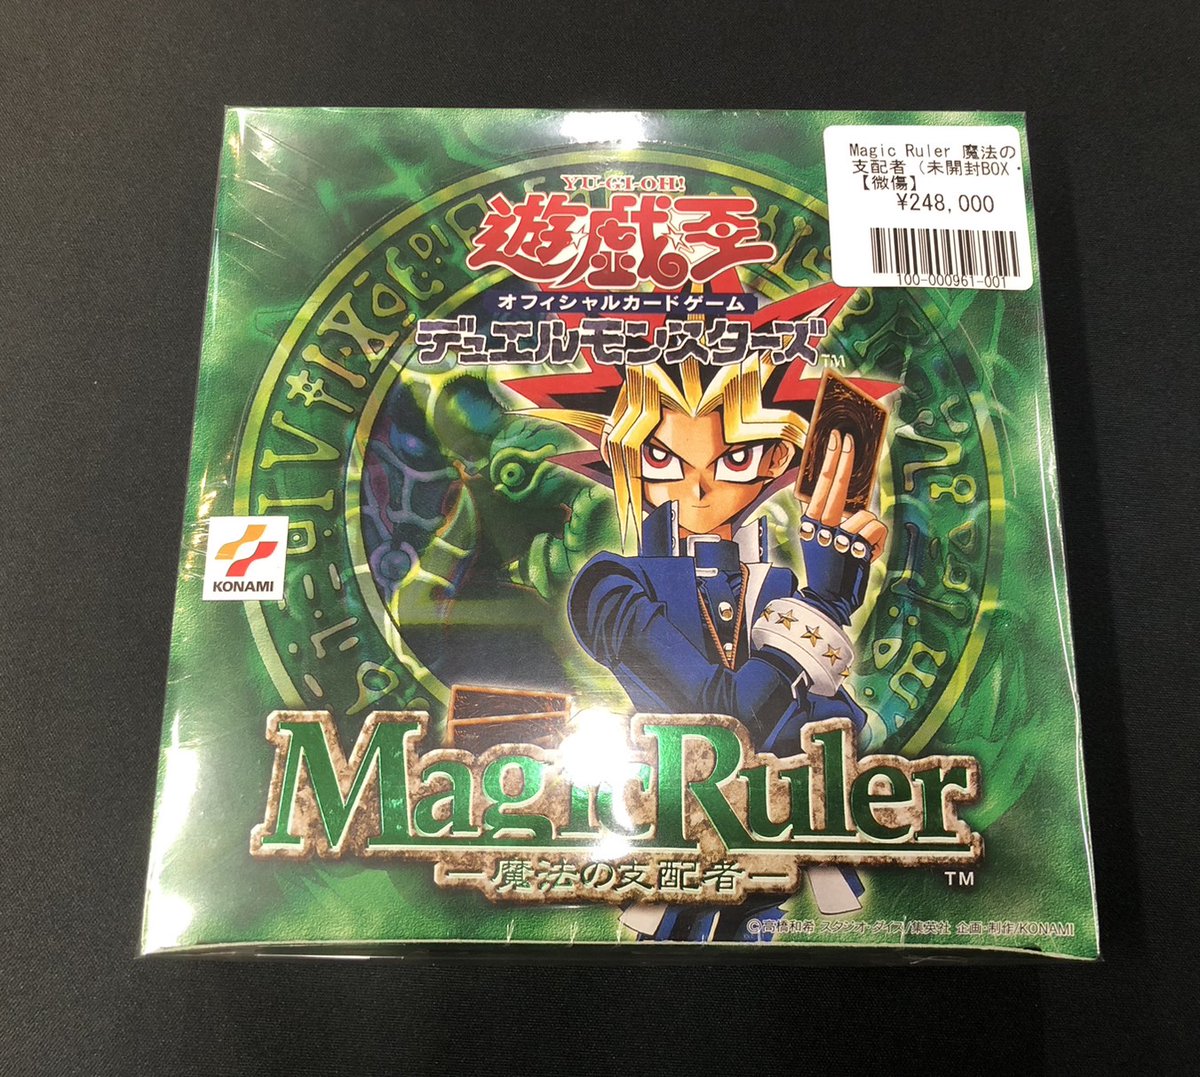 Magic Ruler 魔法の
支配者 (未開封BOX・
【微傷】
¥248,000
100-000961-001
YU-GI-OH!
遊戯王
オフィシャルカードゲーム
デュエルモンスターズ™
KONAMI
Magic Ruler
―魔法の支配者―
TM
©高橋和希 スタジオ・ダイス/集英社 企画・制作/KONAMI